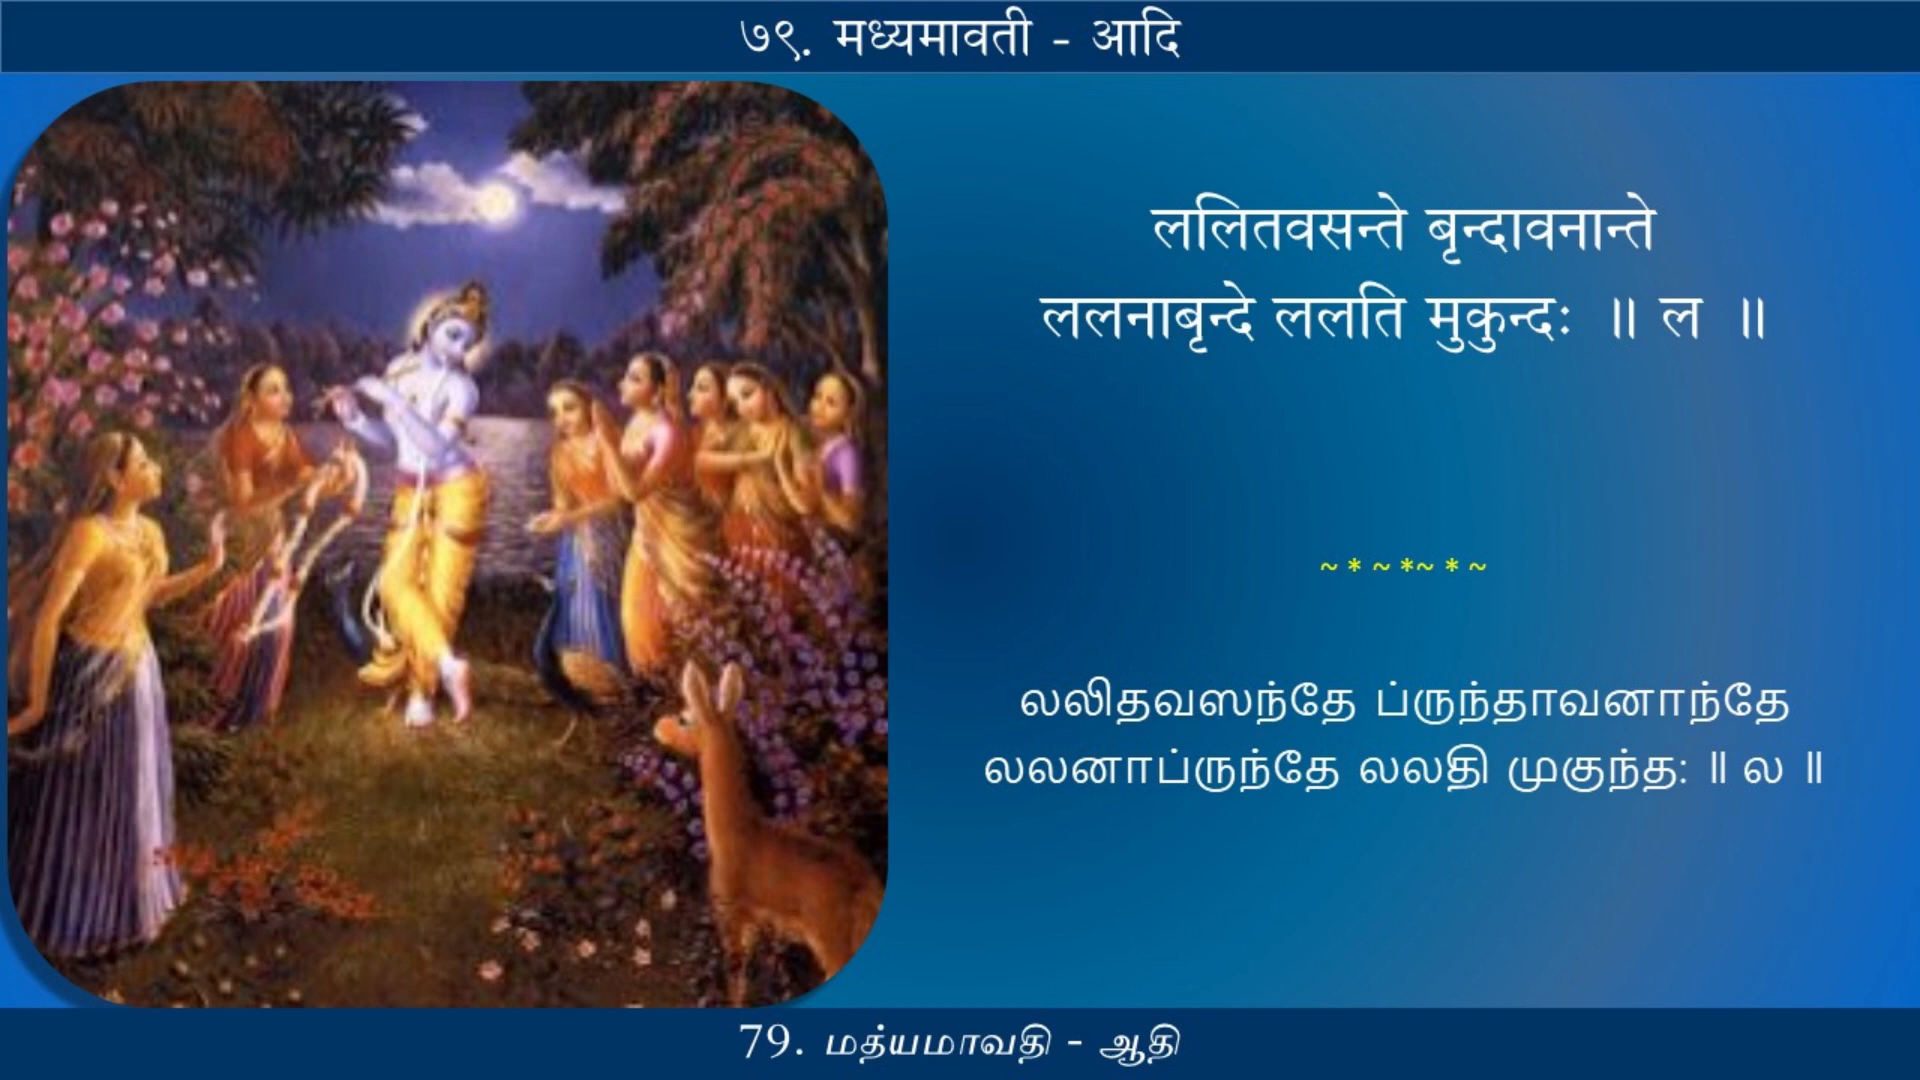 ७९. मध्यमावती - आदि
ललितवसन्ते बृन्दावनान्ते
ललनाबृन्दे ललति मुकुन्दः ॥ ल ॥
~ * ~ *~ * ~
லலிதவஸந்தே ப்ருந்தாவனாந்தே
லலனாப்ருந்தே லலதி முகுந்த: ॥ ல ॥
79. மத்யமாவதி - ஆதி